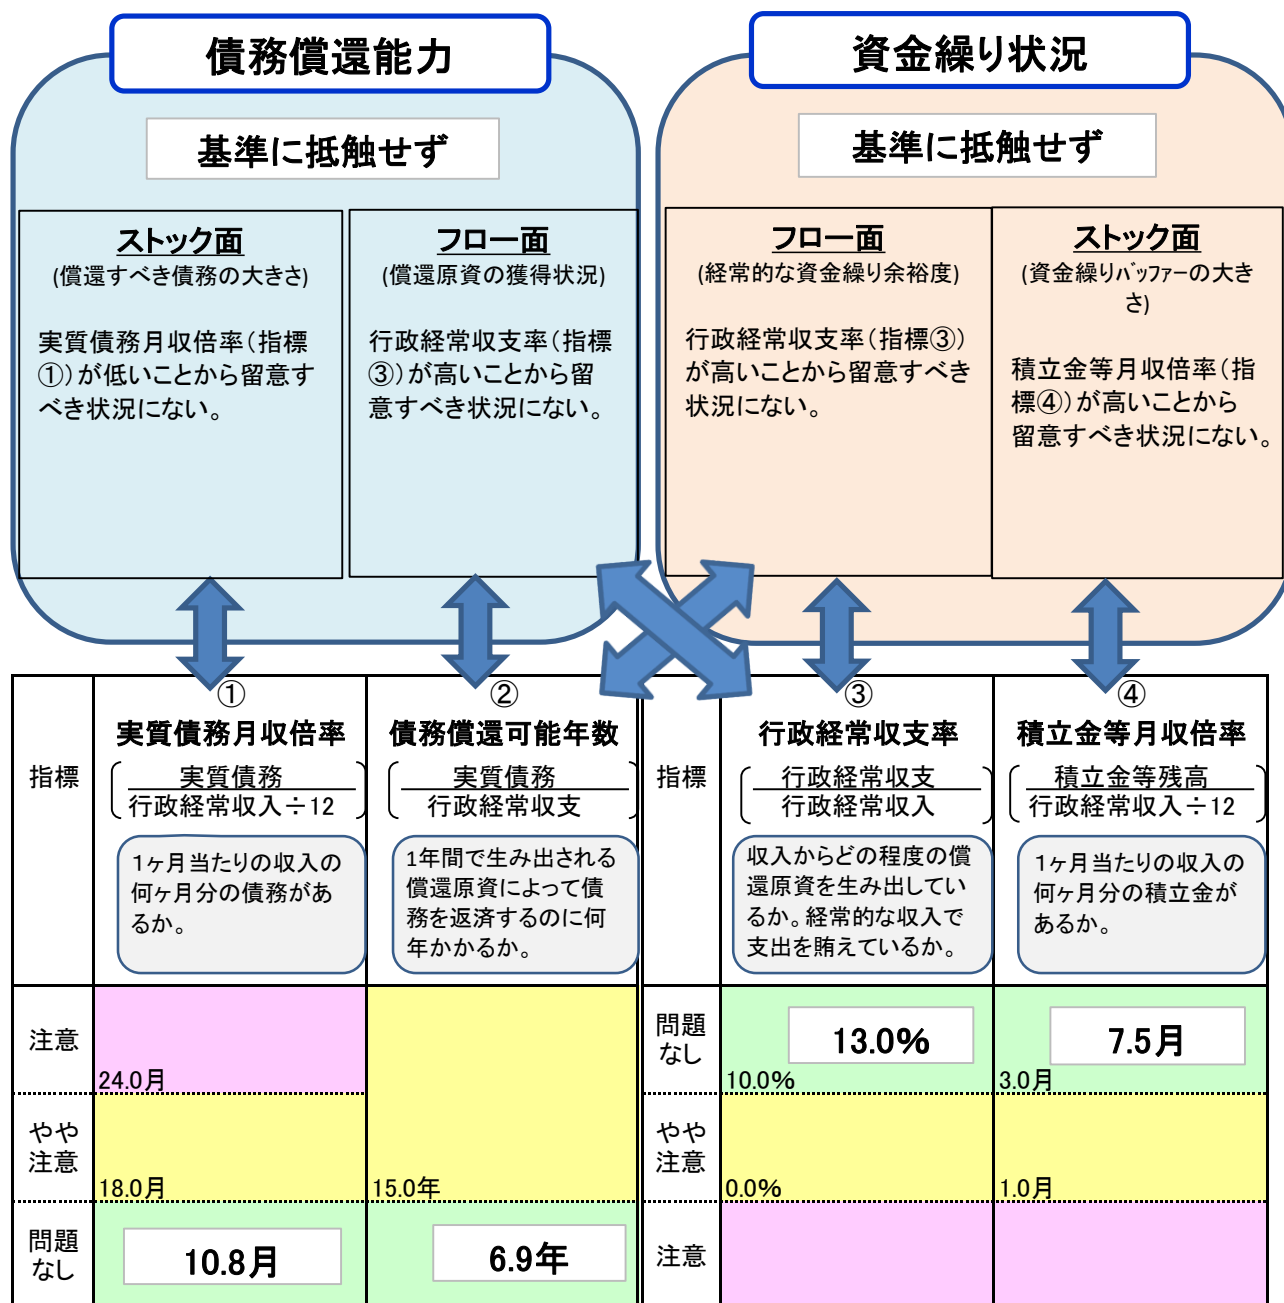 債務償還能力
基準に抵触せず
ストック面
(償還すべき債務の大きさ)
実質債務月収倍率(指標
①)が低いことから留意す
べき状況にない。
フロー面
(償還原資の獲得状況)
行政経常収支率(指標
③)が高いことから留
意すべき状況にない。
資金繰り状況
基準に抵触せず
フロー面
(経常的な資金繰り余裕度)
行政経常収支率(指標③)
が高いことから留意すべき
状況にない。
ストック面
(資金繰りバッファーの大き
さ)
積立金等月収倍率(指
標④)が高いことから
留意すべき状況にない。
指標
①
実質債務月収倍率
実質債務
行政経常収入÷12
1ヶ月当たりの収入の
何ヶ月分の債務があ
るか。
②
債務償還可能年数
実質債務
行政経常収支
1年間で生み出される
償還原資によって債
務を返済するのに何
年かかるか。
指標
③
行政経常収支率
行政経常収支
行政経常収入
収入からどの程度の償
還原資を生み出してい
るか。経常的な収入で
支出を賄えているか。
④
積立金等月収倍率
積立金等残高
行政経常収入÷12
1ヶ月当たりの収入の
何ヶ月分の積立金が
あるか。
注意
24.0月
やや
注意
18.0月
15.0年
問題
なし
10.8月
6.9年
問題
なし
13.0%
10.0%
7.5月
3.0月
やや
注意
0.0%
1.0月
注意